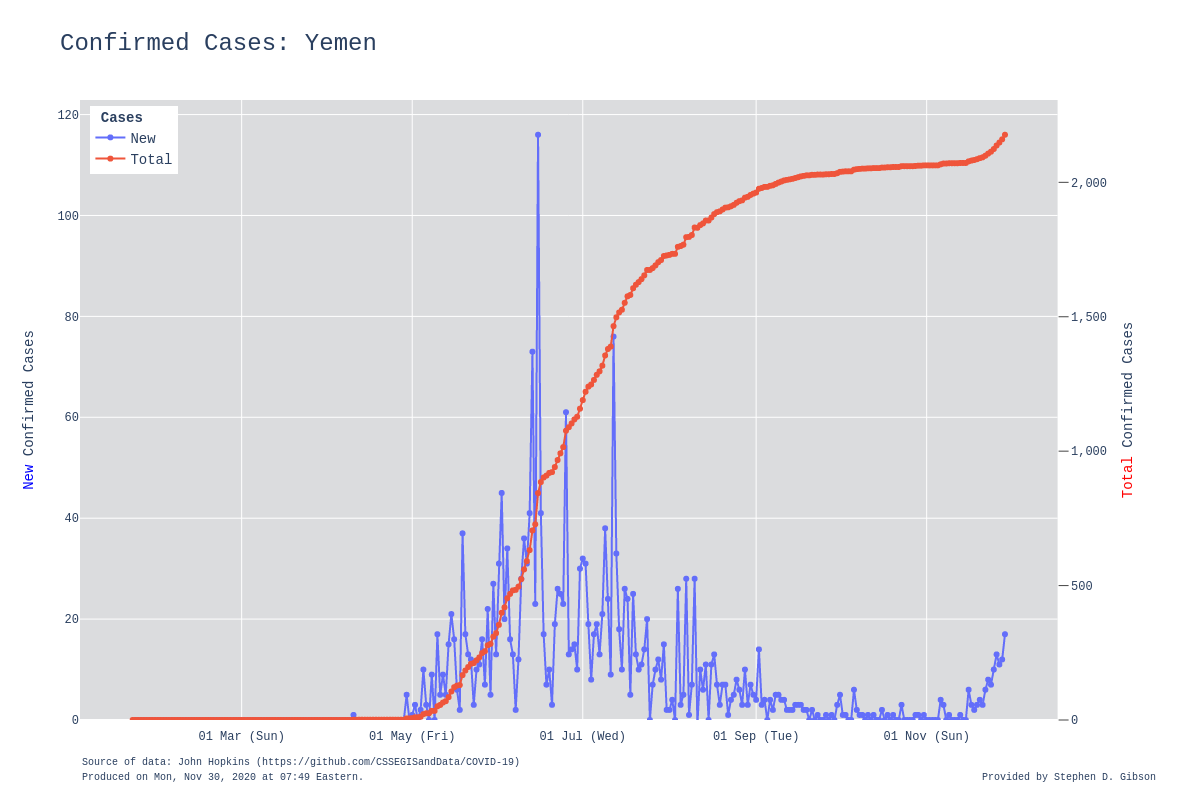 Confirmed Cases: Yemen
Cases
New
Total
120
100
80
60
40
20
0
2,000
1,500
1,000
500
0
New Confirmed Cases
Total Confirmed Cases
01 Mar (Sun)
01 May (Fri)
01 Jul (Wed)
01 Sep (Tue)
01 Nov (Sun)
Source of data: John Hopkins (https://github.com/CSSEGISandData/COVID-19)
Produced on Mon, Nov 30, 2020 at 07:49 Eastern.
Provided by Stephen D. Gibson